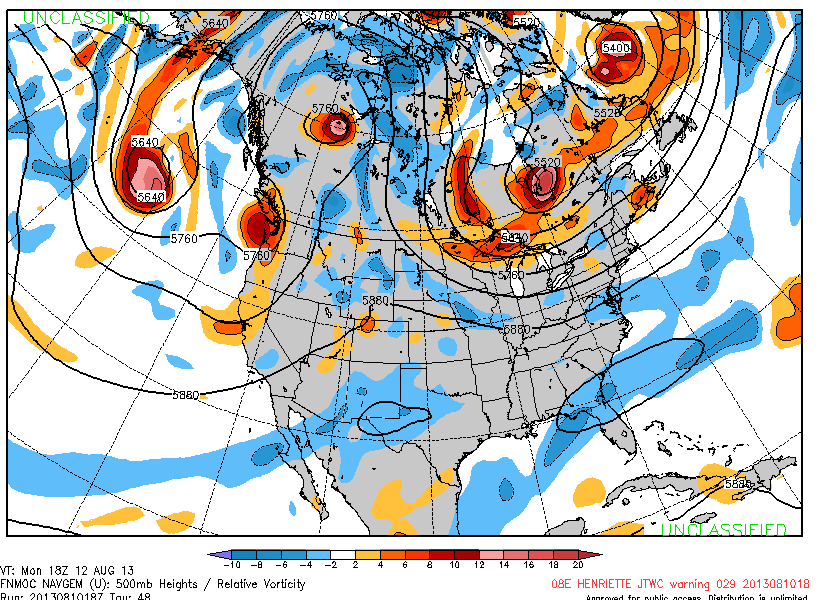 UNCLASSIFIED
5640
5760
5520
5400
5760
5520
5640
5520
5640
5760
5640
5760
5760
5880
5880
5880
5880
UNCLASSIFIED
-10 -8 -6 -4 -2 2 4 6 8 10 12 14 16 18 20
VT: Mon 18Z 12 AUG 13
FNMOC NAVGEM (U): 500mb Heights / Relative Vorticity
08E HENRIETTE JTWC warning 029 2013081018
Run: 2013081018Z Tau: 48
Approved for public access. Distribution is unlimited.